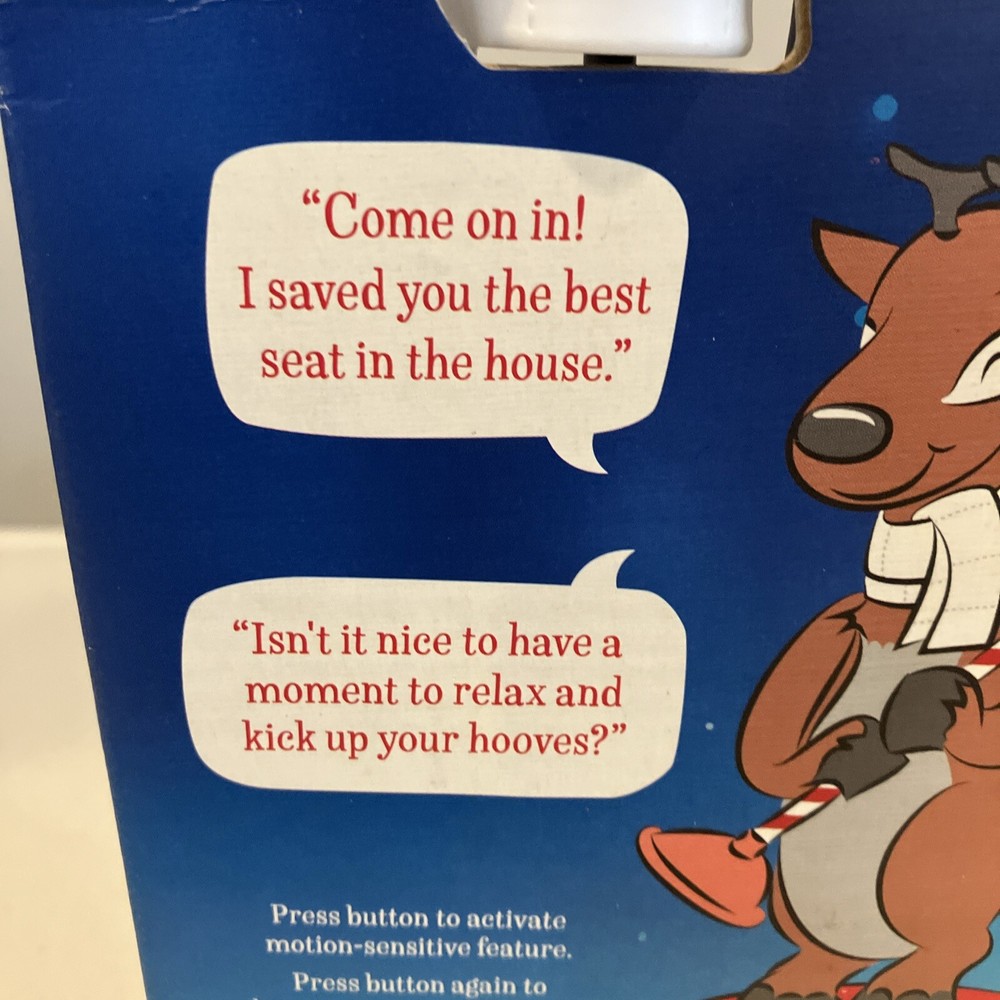 “Come on in!
I saved you the best
seat in the house.”
“Isn't it nice to have a
moment to relax and
kick up your hooves?”
Press button to activate
motion-sensitive feature.
Press button again to